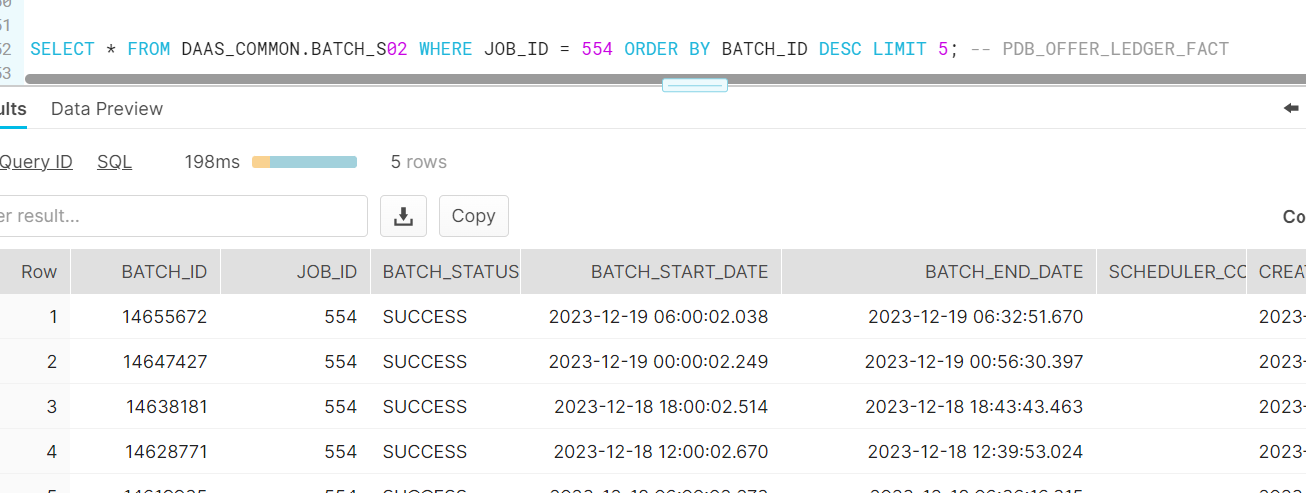 51
52 SELECT * FROM DAAS_COMMON.BATCH_S02 WHERE JOB_ID = 554 ORDER BY BATCH_ID DESC LIMIT 5; -- PDB_OFFER_LEDGER_FACT
53
ults Data Preview
Query ID SQL 198ms 5 rows
er result... Copy Co
Row BATCH_ID JOB_ID BATCH_STATUS BATCH_START_DATE BATCH_END_DATE SCHEDULER_CC CREA
1 14655672 554 SUCCESS 2023-12-19 06:00:02.038 2023-12-19 06:32:51.670 2023-
2 14647427 554 SUCCESS 2023-12-19 00:00:02.249 2023-12-19 00:56:30.397 2023-
3 14638181 554 SUCCESS 2023-12-18 18:00:02.514 2023-12-18 18:43:43.463 2023-
4 14628771 554 SUCCESS 2023-12-18 12:00:02.670 2023-12-18 12:39:53.024 2023-